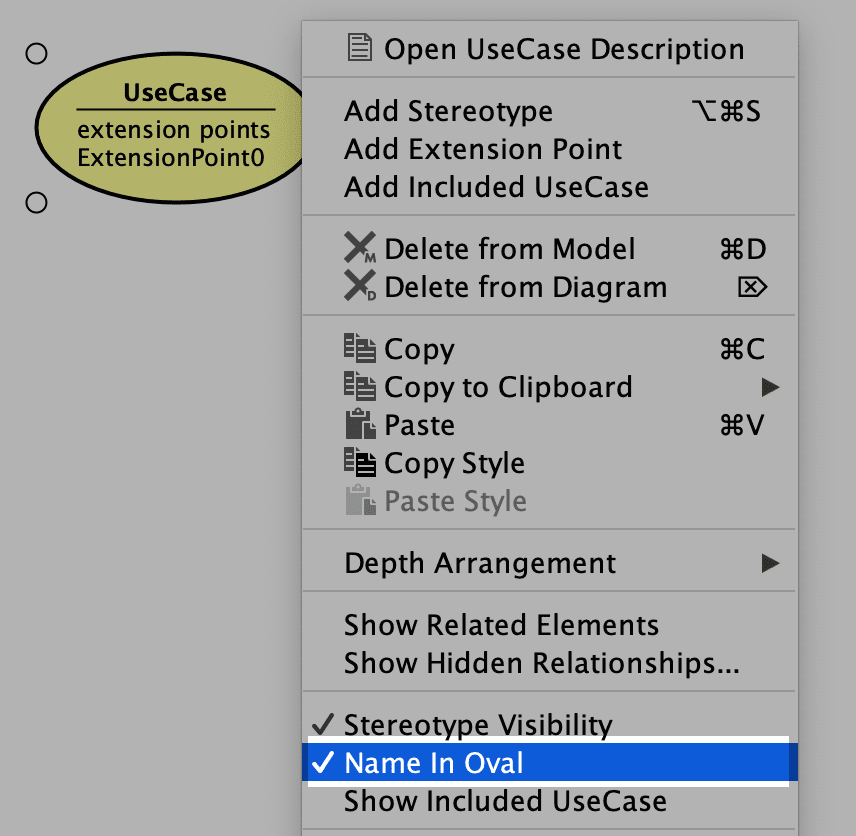 UseCase
extension points
ExtensionPoint0
Open UseCase Description
Add Stereotype ⌥⌘S
Add Extension Point
Add Included UseCase
Delete from Model ⌘D
Delete from Diagram ⌦
Copy ⌘C
Copy to Clipboard
Paste ⌘V
Copy Style
Paste Style
Depth Arrangement
Show Related Elements
Show Hidden Relationships...
Stereotype Visibility
Name In Oval
Show Included UseCase